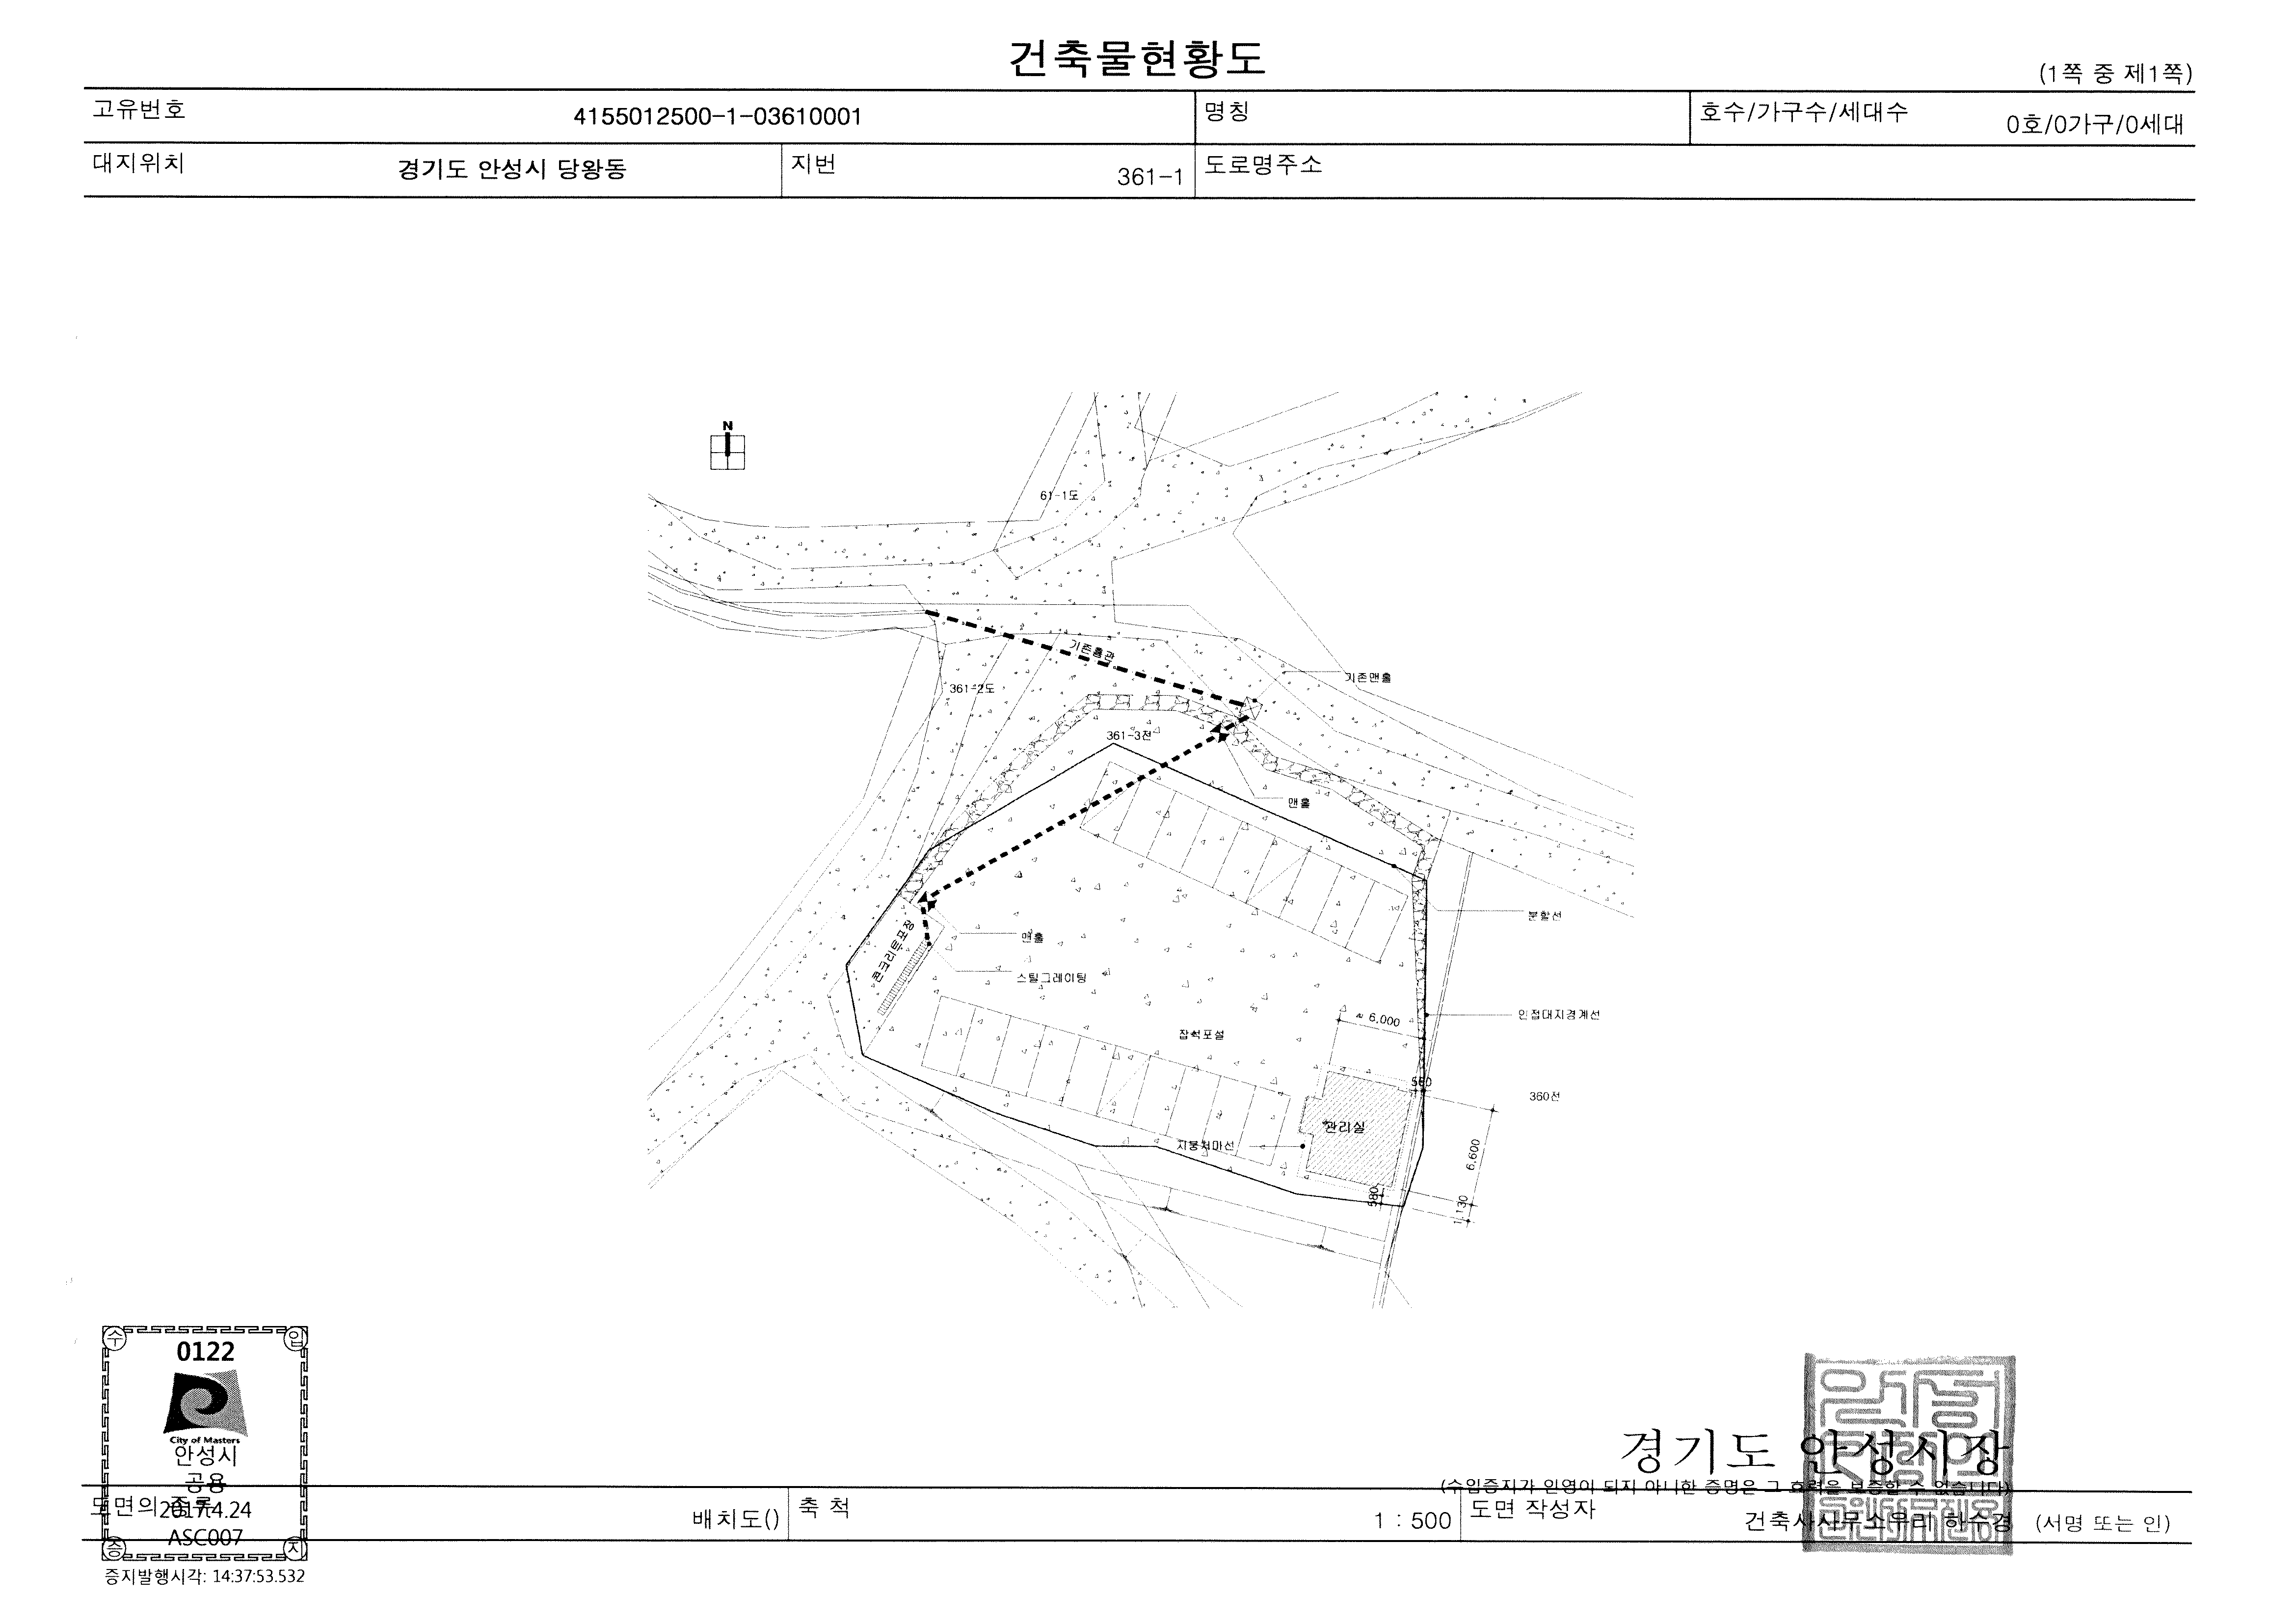 건축물현황도
(1쪽 중 제1쪽)
고유번호 4155012500-1-03610001 명칭 호수/가구수/세대수 0호/0가구/0세대
대지위치 경기도 안성시 당왕동 지번 361-1 도로명주소
N
61-1도
기존흄관
기존맨홀
361-2도
361-3전
맨홀
분할선
콘크리트포장
맨홀
스틸그레이팅
6,000
인접대지경계선
잡석포설
560
360전
관리실
지붕처마선
6,600
580
1,130
수 입
0122
City of Masters
안성시
공용
2017.4.24
ASC007
증 지
증지발행시각: 14:37:53.532
경기도 안성시장
(수입증지가 인영이 되지 아니한 증명은 그 효력을 보증할 수 없습니다)
도면의 종류 배치도() 축 척 1 : 500 도면 작성자 건축사사무소우리 하수경 (서명 또는 인)